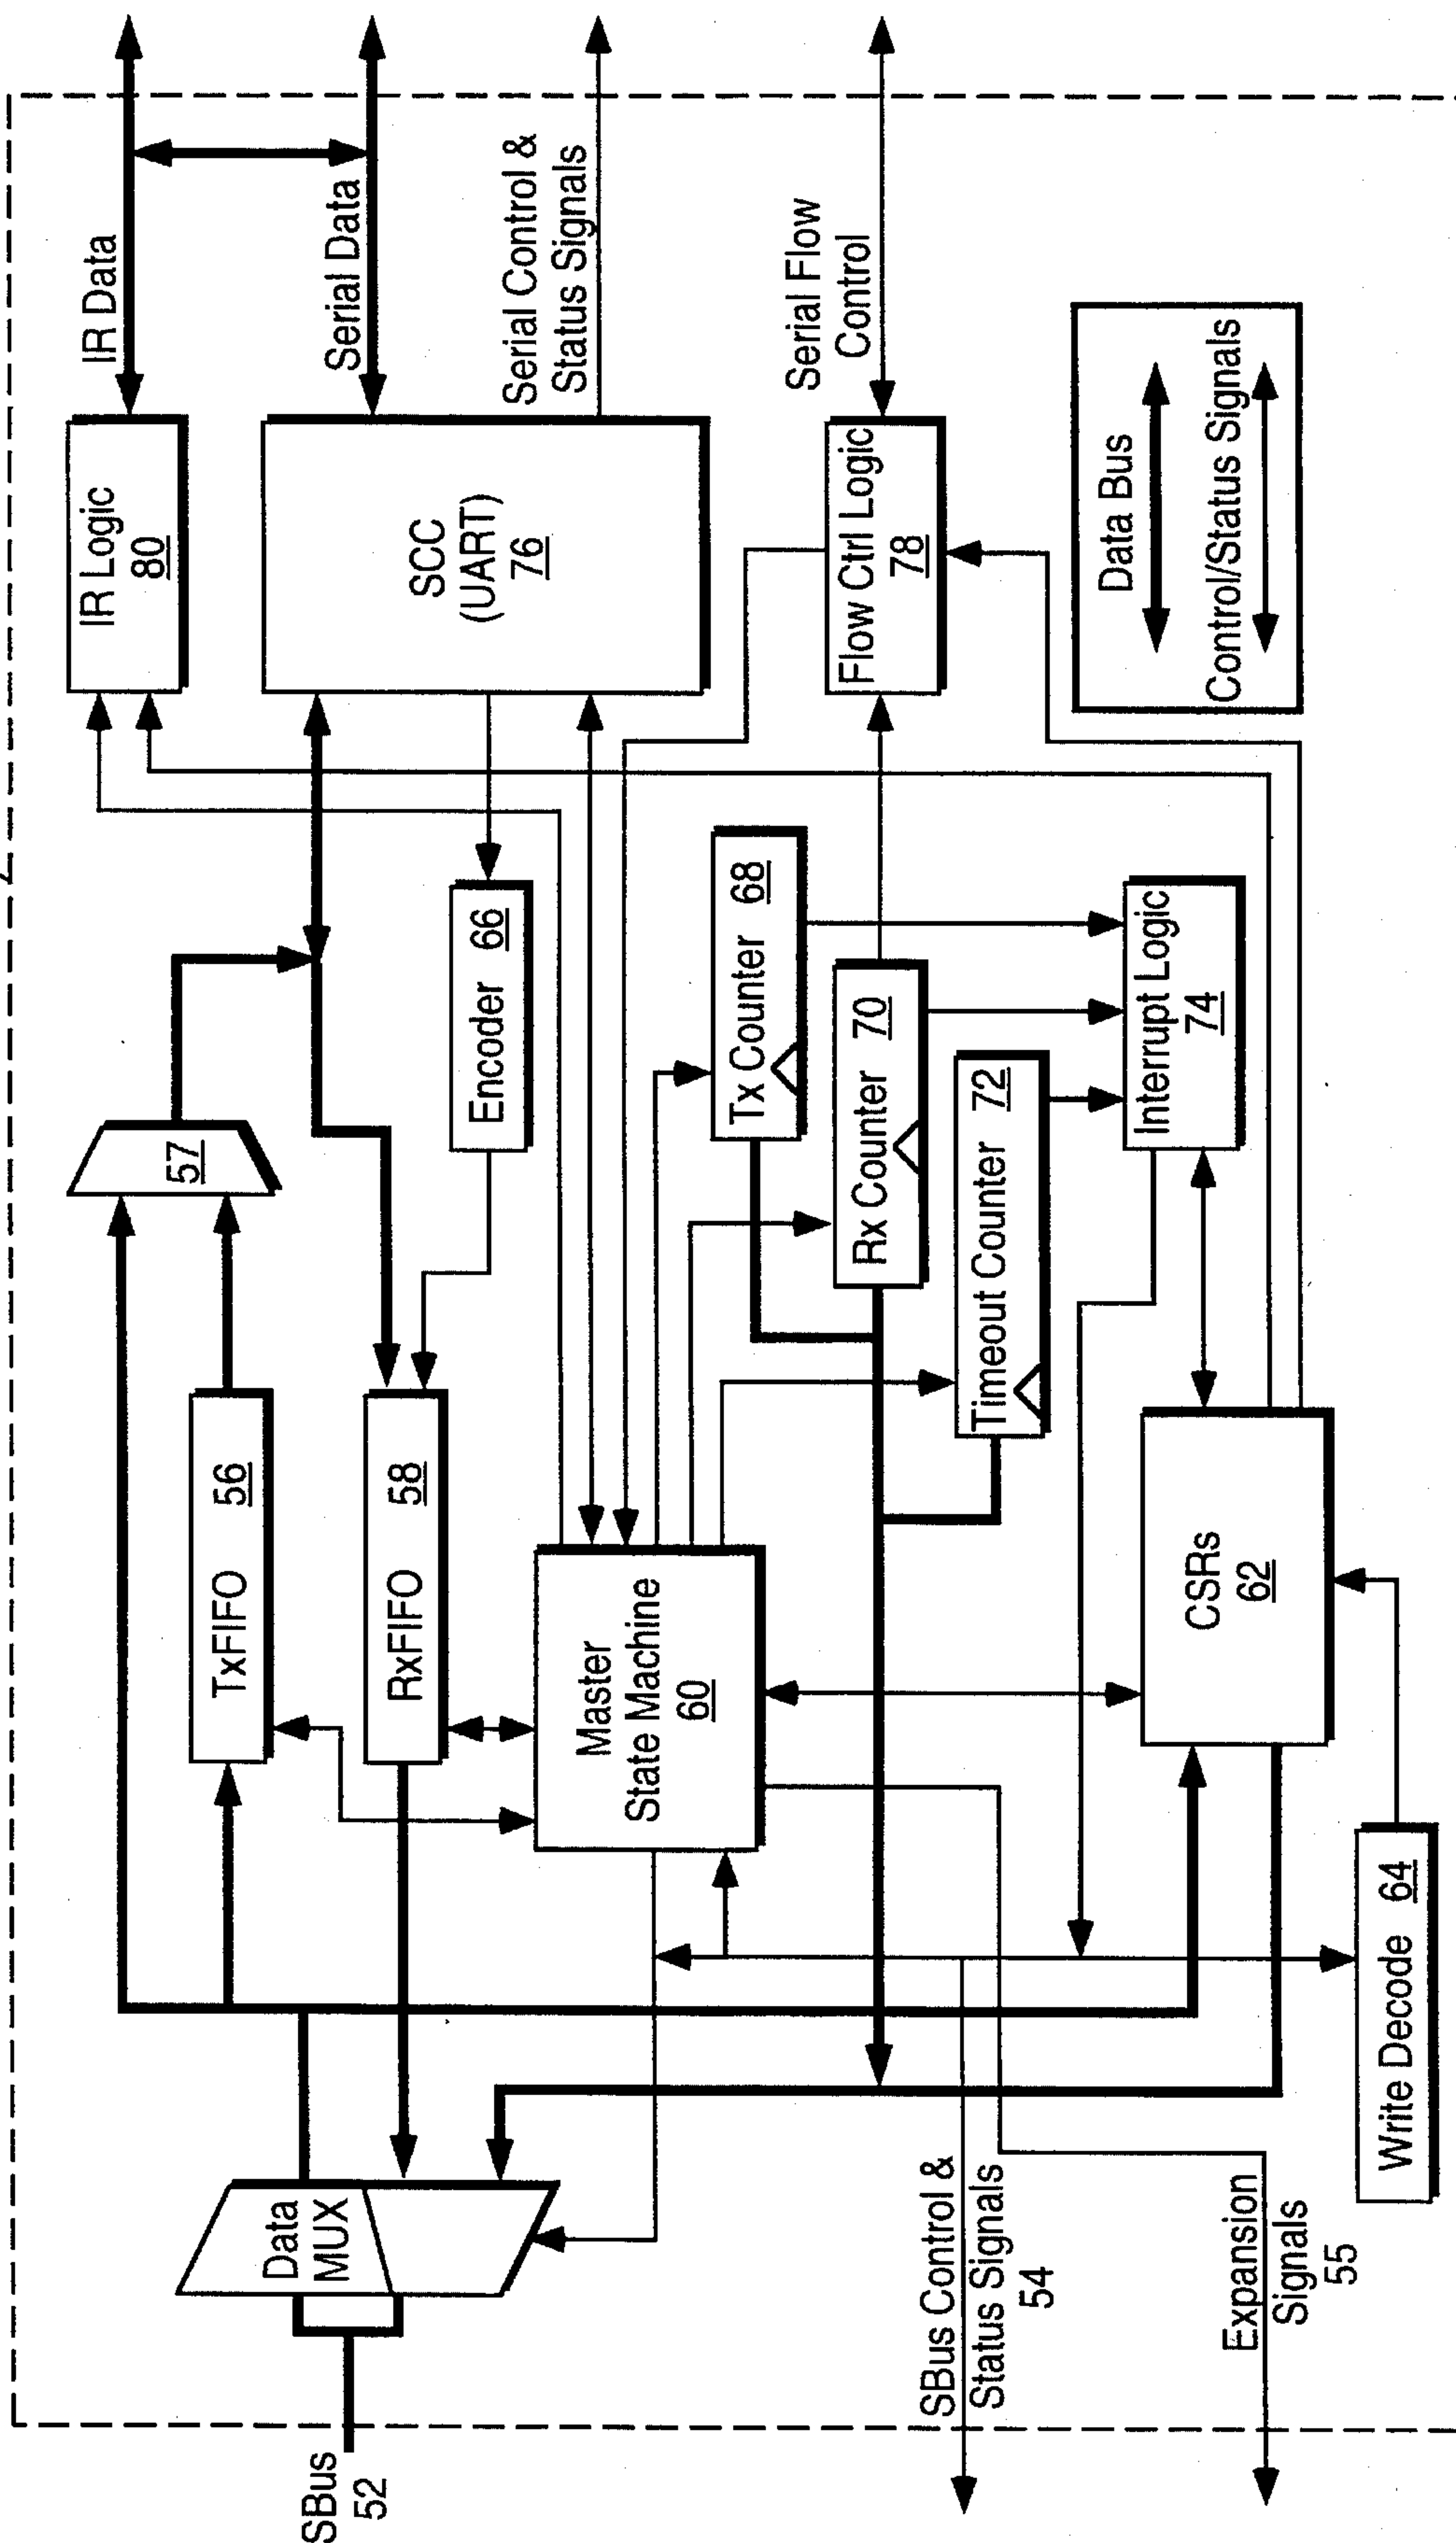 SBus
52
Data
MUX
SBus Control &
Status Signals
54
Expansion
Signals
55
TxFIFO 56
RxFIFO 58
Master
State Machine
60
CSRs
62
Write Decode 64
57
Encoder 66
Tx Counter 68
Rx Counter 70
Timeout Counter 72
Interrupt Logic
74
IR Logic
80
SCC
(UART)
76
Flow Ctrl Logic
78
IR Data
Serial Data
Serial Control &
Status Signals
Serial Flow
Control
Data Bus
Control/Status Signals